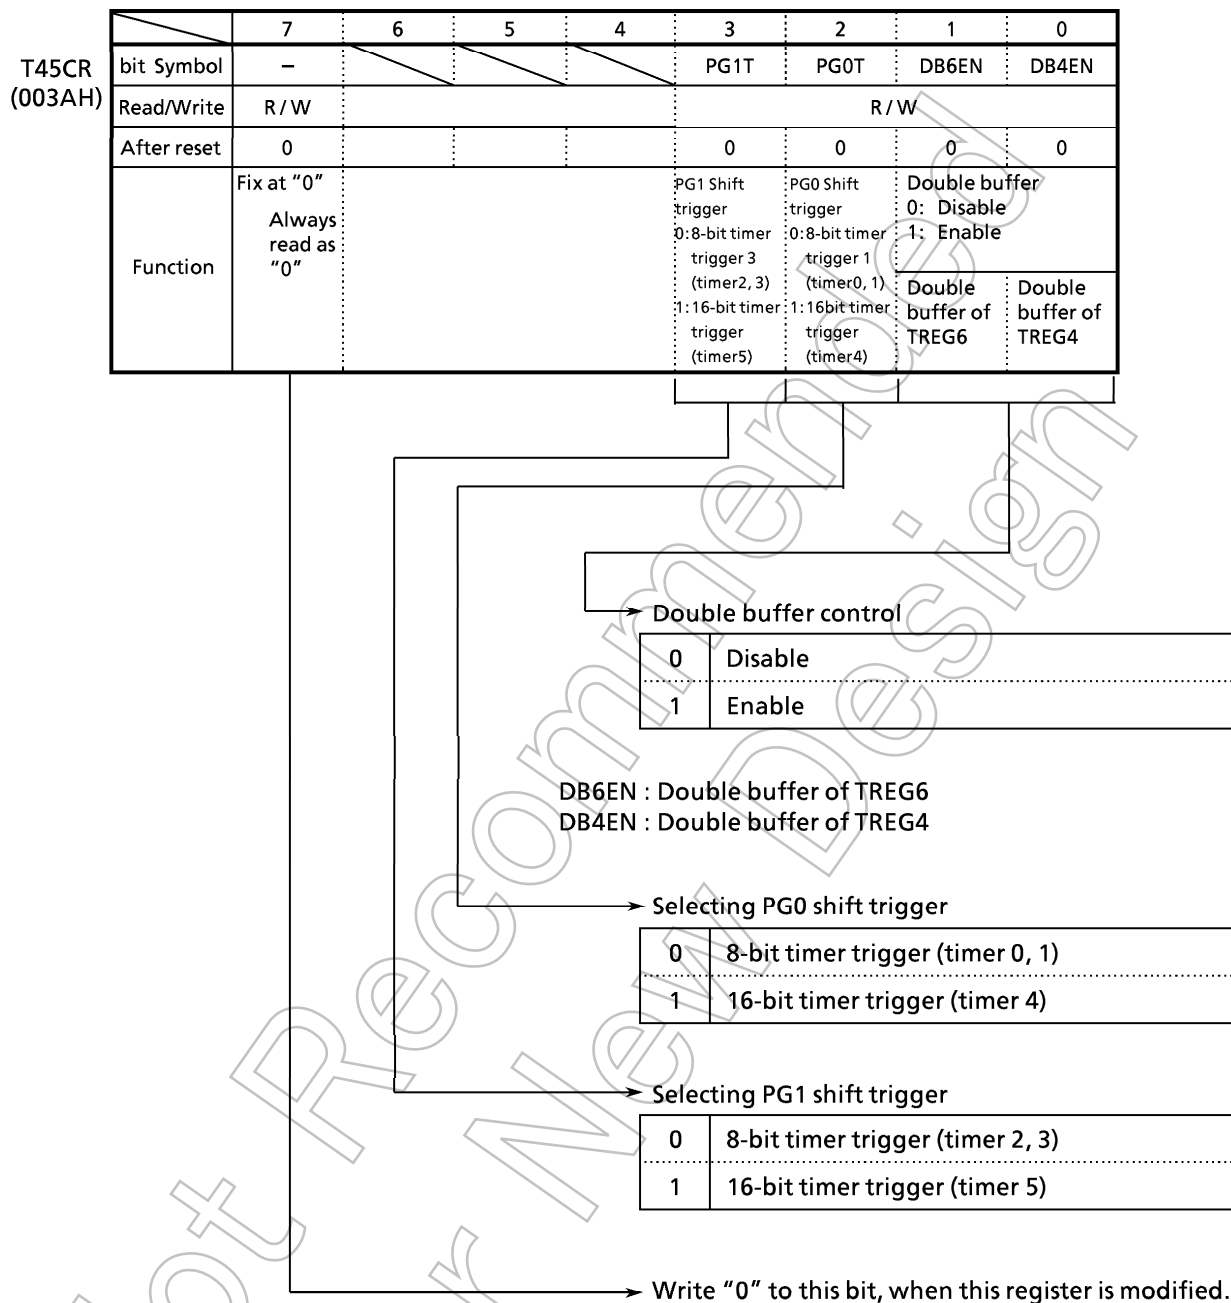 7 6 5 4 3 2 1 0
T45CR
(003AH)
bit Symbol – PG1T PG0T DB6EN DB4EN
Read/Write R/W R/W
After reset 0 0 0 0 0
Function
Fix at "0"
Always
read as
"0"
PG1 Shift
trigger
0:8-bit timer
trigger 3
(timer2, 3)
1:16-bit timer
trigger
(timer5)
PG0 Shift
trigger
0:8-bit timer
trigger 1
(timer0, 1)
1:16bit timer
trigger
(timer4)
Double buffer
0: Disable
1: Enable
Double
buffer of
TREG6
Double
buffer of
TREG4
Double buffer control
0 Disable
1 Enable
DB6EN : Double buffer of TREG6
DB4EN : Double buffer of TREG4
Selecting PG0 shift trigger
0 8-bit timer trigger (timer 0, 1)
1 16-bit timer trigger (timer 4)
Selecting PG1 shift trigger
0 8-bit timer trigger (timer 2, 3)
1 16-bit timer trigger (timer 5)
Write "0" to this bit, when this register is modified.
Not Recommended
r New Design